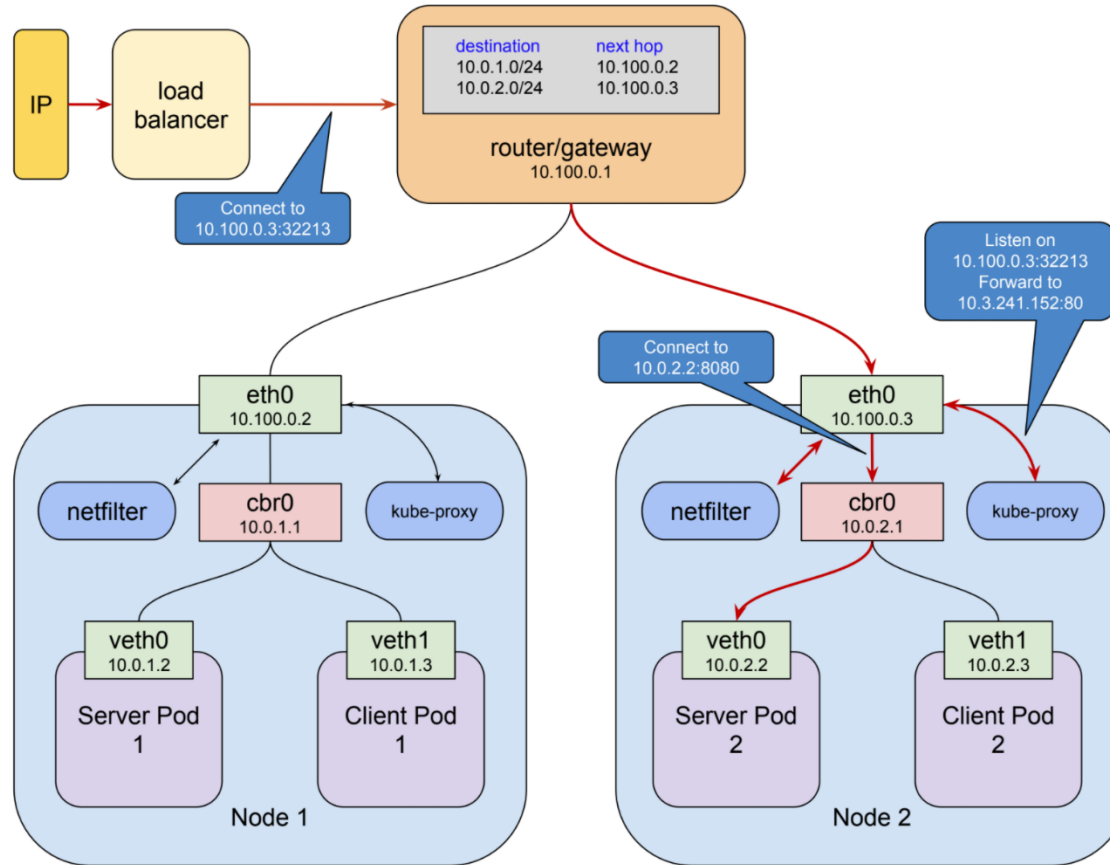 IP
load
balancer
destination next hop
10.0.1.0/24 10.100.0.2
10.0.2.0/24 10.100.0.3
router/gateway
10.100.0.1
Connect to
10.100.0.3:32213
Listen on
10.100.0.3:32213
Forward to
10.3.241.152:80
Connect to
10.0.2.2:8080
eth0
10.100.0.2
netfilter
cbr0
10.0.1.1
kube-proxy
veth0
10.0.1.2
veth1
10.0.1.3
Server Pod
1
Client Pod
1
Node 1
eth0
10.100.0.3
netfilter
cbr0
10.0.2.1
kube-proxy
veth0
10.0.2.2
veth1
10.0.2.3
Server Pod
2
Client Pod
2
Node 2